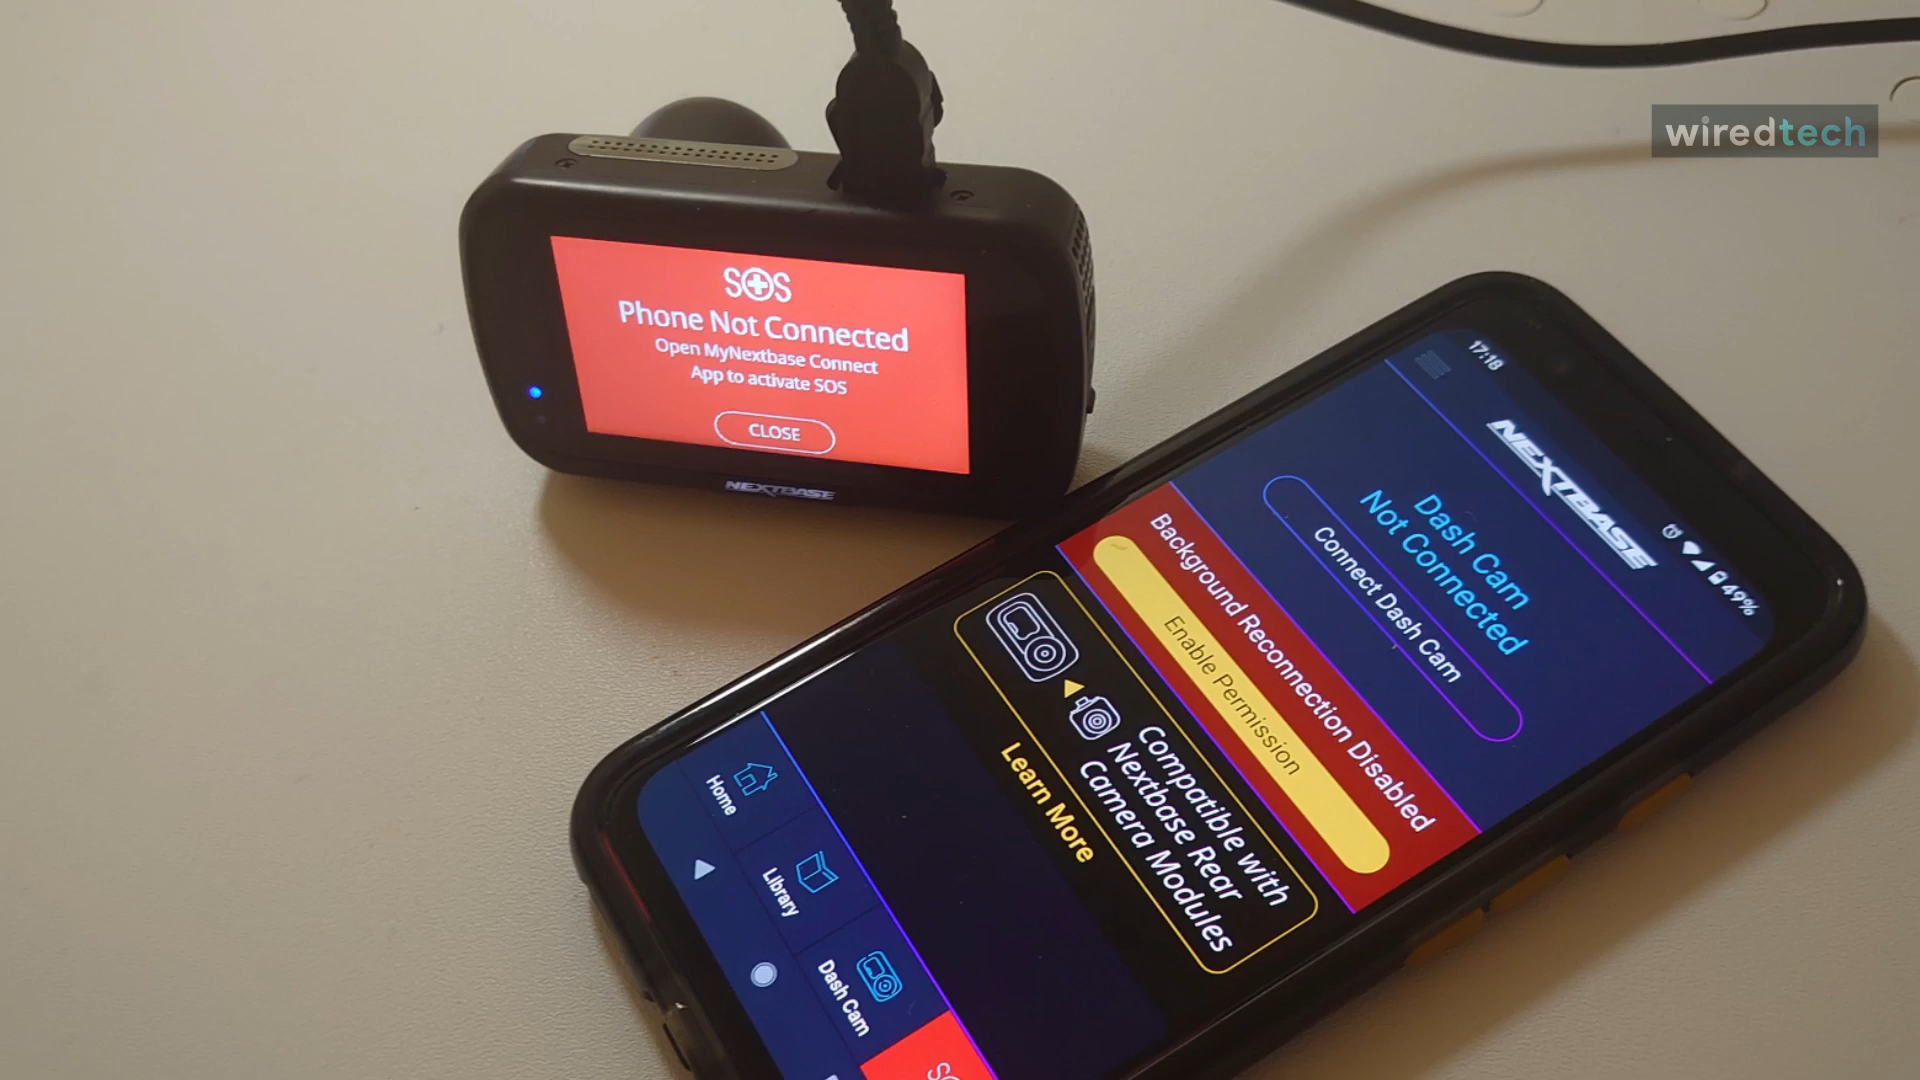 wiredtech
SOS
Phone Not Connected
Open MyNextbase Connect
App to activate SOS
CLOSE
NEXTBASE
17:18
49%
NEXTBASE
Dash Cam
Not Connected
Connect Dash Cam
Background Reconnection Disabled
Enable Permission
Compatible with
Nextbase Rear
Camera Modules
Learn More
Home
Library
Dash Cam